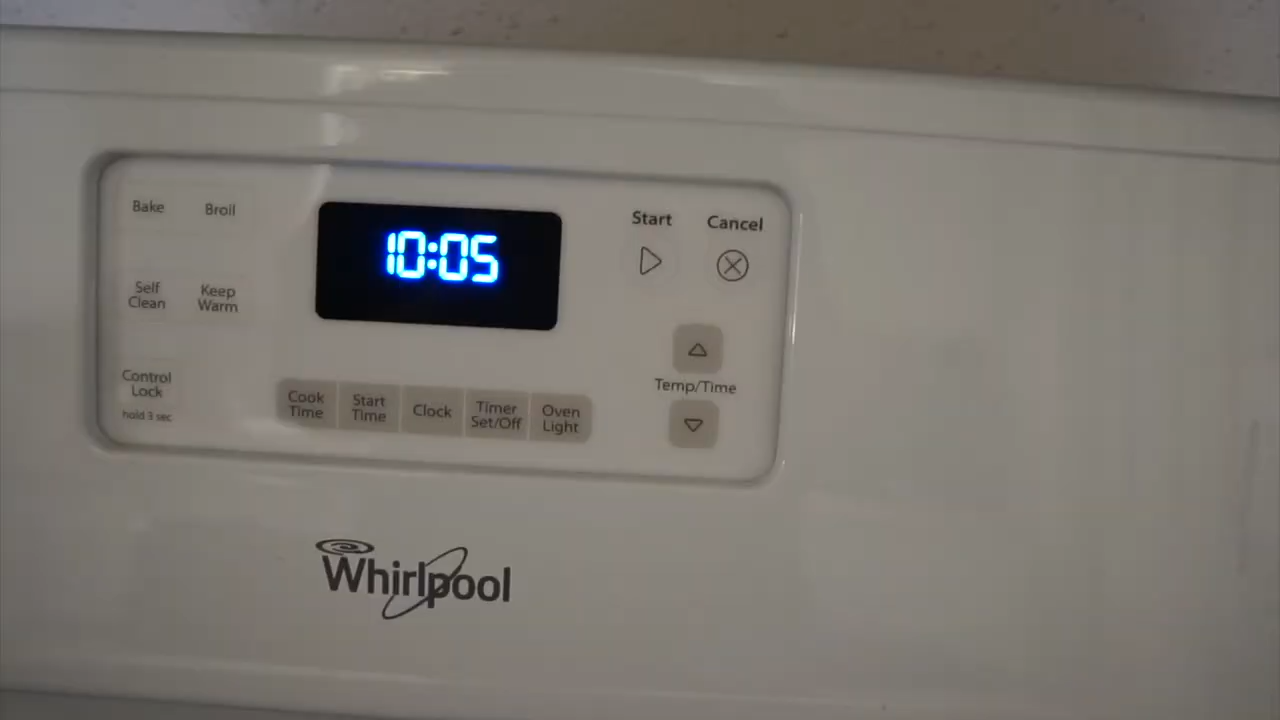 Bake
Broil
10:05
Start
Cancel
Self
Clean
Keep
Warm
Control
Lock
hold 3 sec
Cook
Time
Start
Time
Clock
Timer
Set/Off
Oven
Light
Temp/Time
Whirlpool